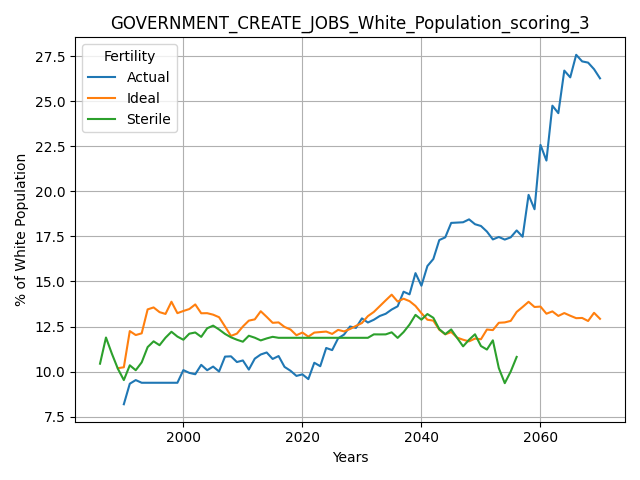 GOVERNMENT_CREATE_JOBS_White_Population_scoring_3
Fertility
Actual
Ideal
Sterile
% of White Population
27.5
25.0
22.5
20.0
17.5
15.0
12.5
10.0
7.5
2000
2020
2040
2060
Years